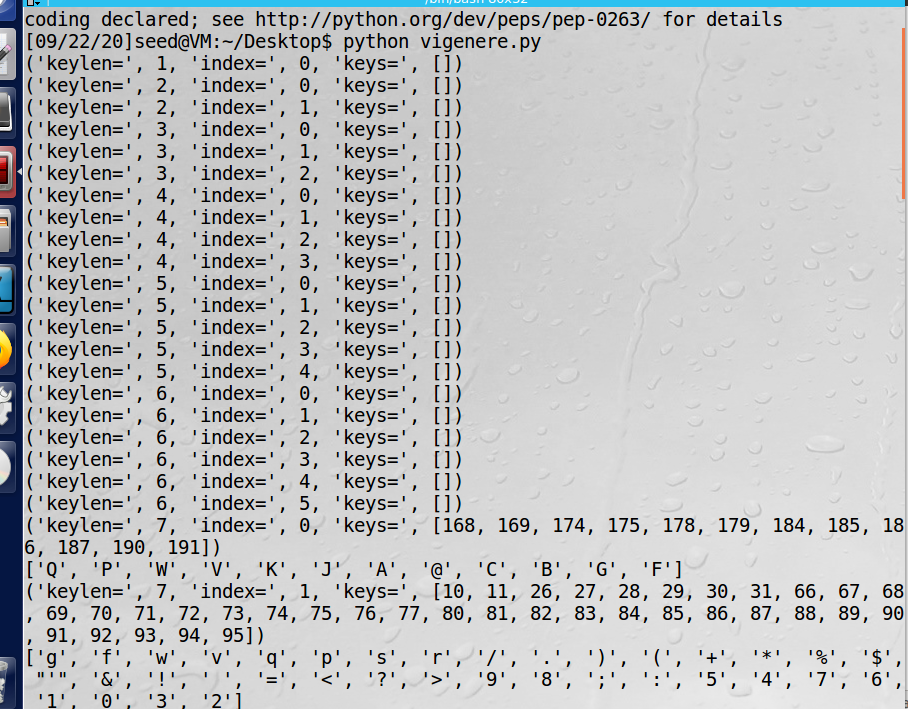 coding declared; see http://python.org/dev/peps/pep-0263/ for details
[09/22/20]seed@VM:~/Desktop$ python vigenere.py
('keylen=', 1, 'index=', 0, 'keys=', [])
('keylen=', 2, 'index=', 0, 'keys=', [])
('keylen=', 2, 'index=', 1, 'keys=', [])
('keylen=', 3, 'index=', 0, 'keys=', [])
('keylen=', 3, 'index=', 1, 'keys=', [])
('keylen=', 3, 'index=', 2, 'keys=', [])
('keylen=', 4, 'index=', 0, 'keys=', [])
('keylen=', 4, 'index=', 1, 'keys=', [])
('keylen=', 4, 'index=', 2, 'keys=', [])
('keylen=', 4, 'index=', 3, 'keys=', [])
('keylen=', 5, 'index=', 0, 'keys=', [])
('keylen=', 5, 'index=', 1, 'keys=', [])
('keylen=', 5, 'index=', 2, 'keys=', [])
('keylen=', 5, 'index=', 3, 'keys=', [])
('keylen=', 5, 'index=', 4, 'keys=', [])
('keylen=', 6, 'index=', 0, 'keys=', [])
('keylen=', 6, 'index=', 1, 'keys=', [])
('keylen=', 6, 'index=', 2, 'keys=', [])
('keylen=', 6, 'index=', 3, 'keys=', [])
('keylen=', 6, 'index=', 4, 'keys=', [])
('keylen=', 6, 'index=', 5, 'keys=', [])
('keylen=', 7, 'index=', 0, 'keys=', [168, 169, 174, 175, 178, 179, 184, 185, 18
6, 187, 190, 191])
['Q', 'P', 'W', 'V', 'K', 'J', 'A', '@', 'C', 'B', 'G', 'F']
('keylen=', 7, 'index=', 1, 'keys=', [10, 11, 26, 27, 28, 29, 30, 31, 66, 67, 68
, 69, 70, 71, 72, 73, 74, 75, 76, 77, 80, 81, 82, 83, 84, 85, 86, 87, 88, 89, 90
, 91, 92, 93, 94, 95])
['g', 'f', 'w', 'v', 'q', 'p', 's', 'r', '/', '.', ')', '(', '+', '*', '%', '$',
 "'", '&', '!', ' ', '=', '<', '?', '>', '9', '8', ';', ':', '5', '4', '7', '6',
 '1', '0', '3', '2']